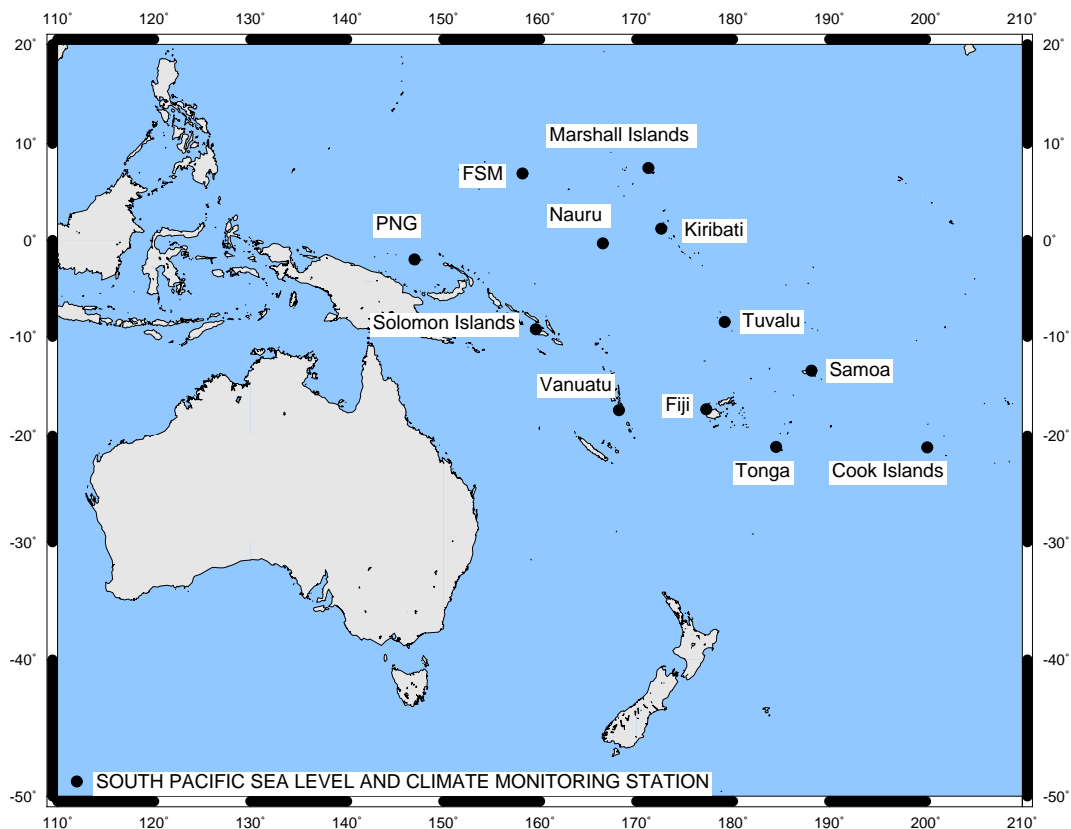 110° 120° 130° 140° 150° 160° 170° 180° 190° 200° 210°
20° 20°
10° 10°
Marshall Islands
FSM
Nauru
PNG
Kiribati
0° 0°
Solomon Islands
Tuvalu
-10° -10°
Samoa
Vanuatu
Fiji
-20° -20°
Tonga
Cook Islands
-30° -30°
-40° -40°
SOUTH PACIFIC SEA LEVEL AND CLIMATE MONITORING STATION
-50° -50°
110° 120° 130° 140° 150° 160° 170° 180° 190° 200° 210°